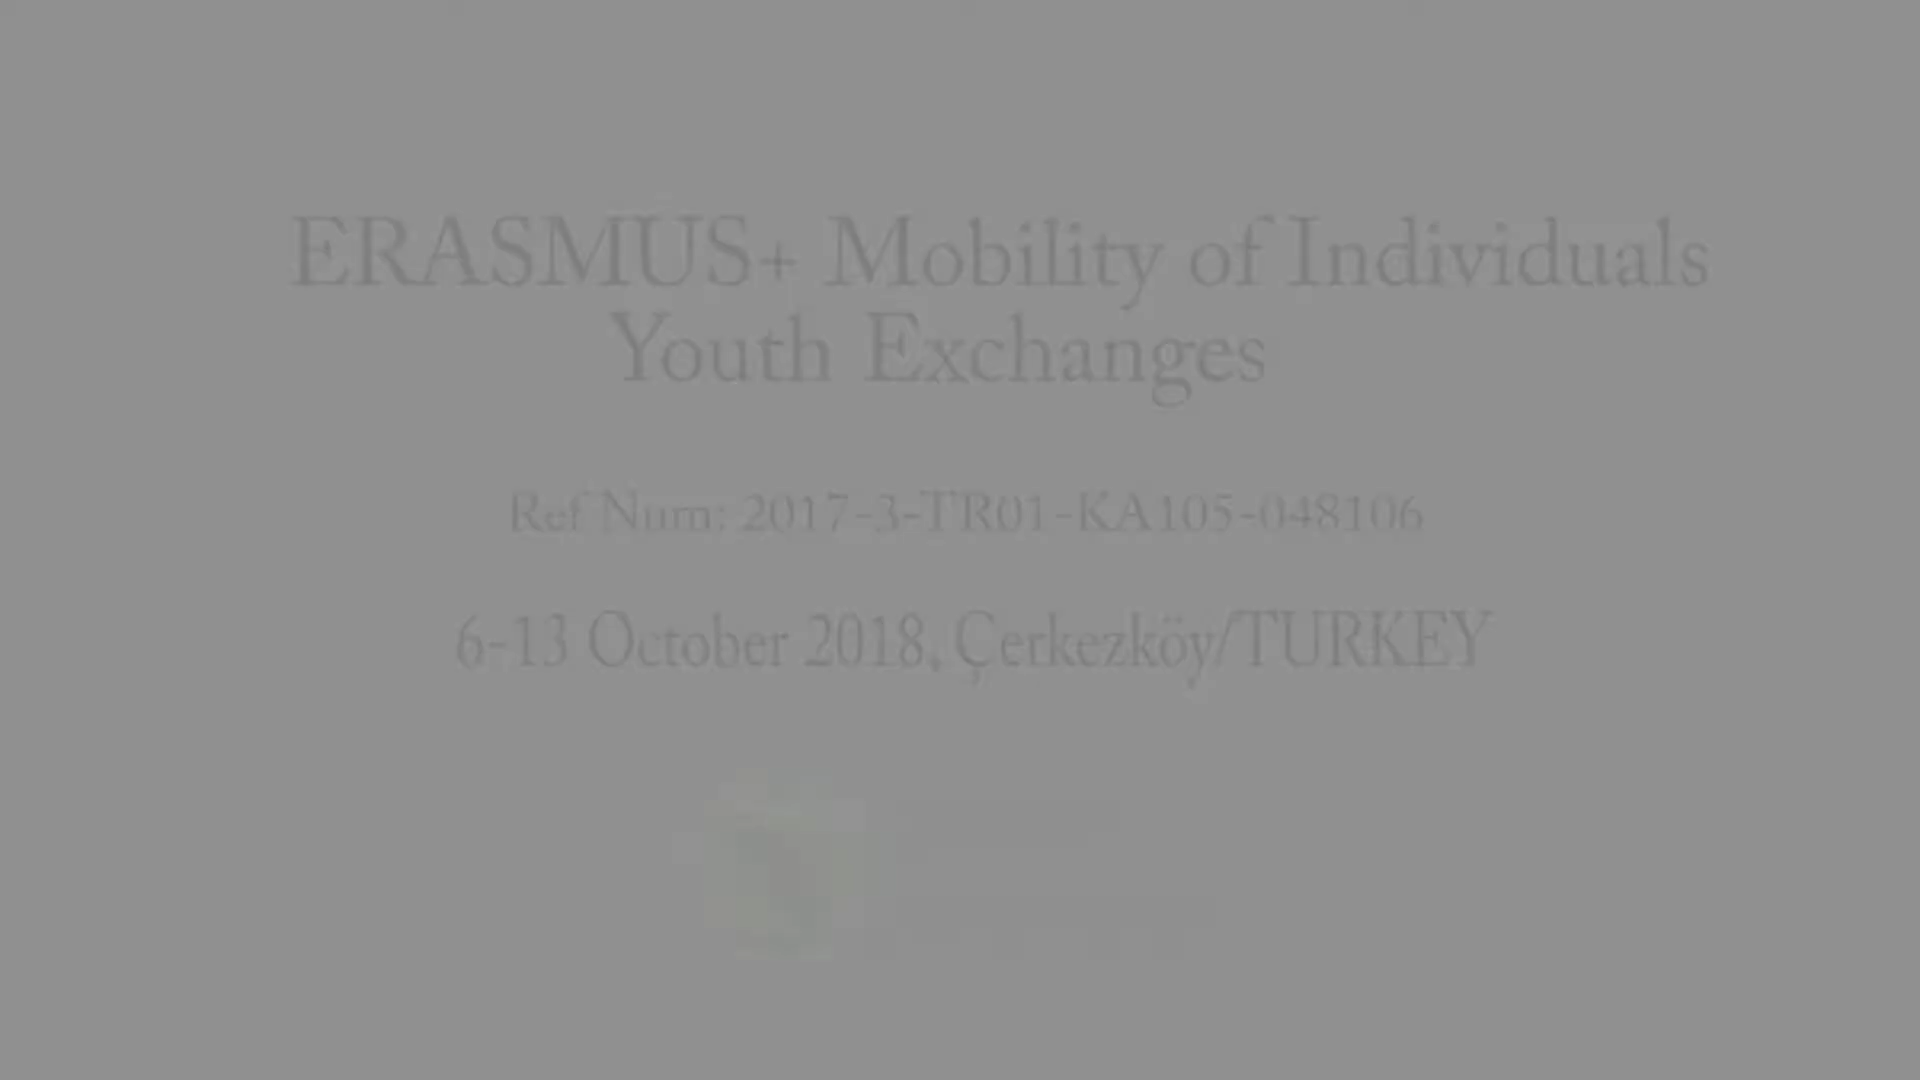 ERASMUS+ Mobility of Individuals
Youth Exchanges
Ref Num: 2017-3-TR01-KA105-048106
6-13 October 2018, Çerkezköy/TURKEY